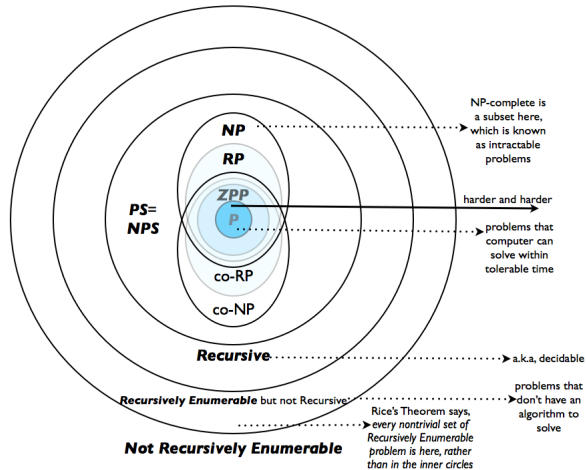 NP
NP-complete is
a subset here,
which is known
as intractable
problems
RP
ZPP
harder and harder
PS=
NPS
P
problems that
computer can
solve within
tolerable time
co-RP
co-NP
Recursive
a.k.a, decidable
Recursively Enumerable but not Recursive
problems that
don't have an
algorithm to
solve
Rice's Theorem says,
every nontrivial set of
Recursively Enumerable
problem is here, rather
than in the inner circles
Not Recursively Enumerable